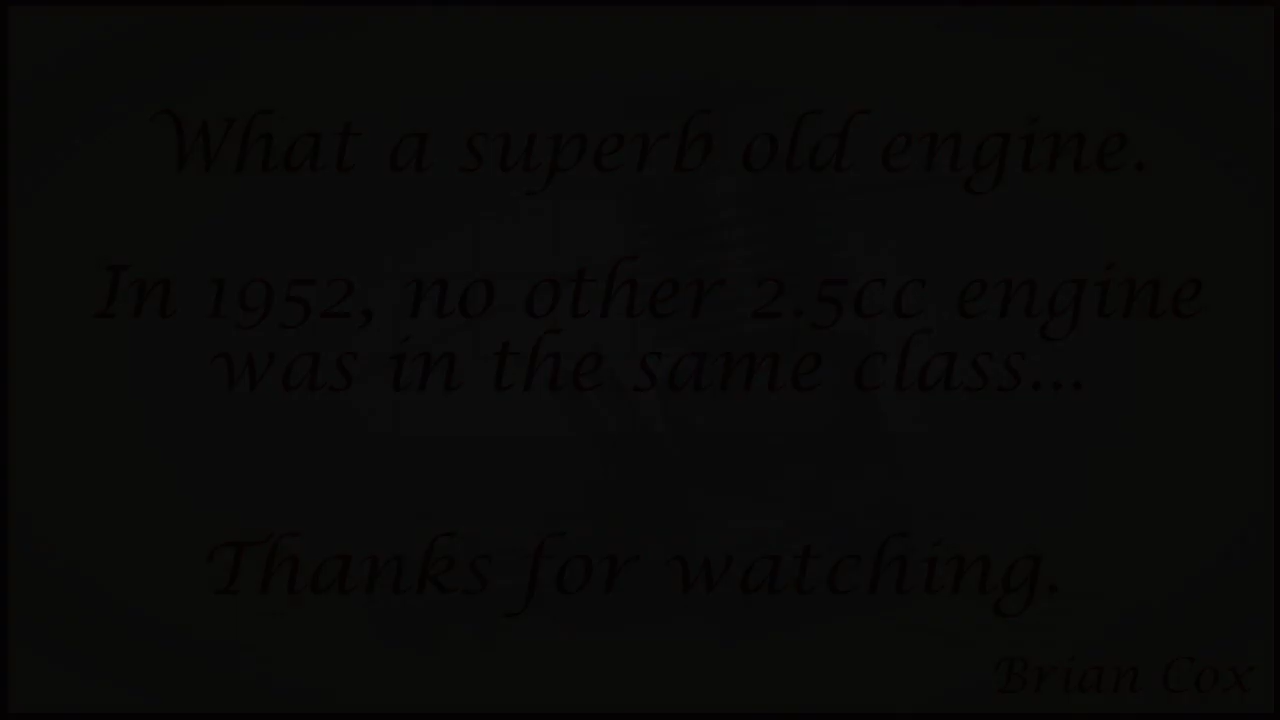 What a superb old engine.
In 1952, no other 2.5cc engine
was in the same class...
Thanks for watching.
Brian Cox